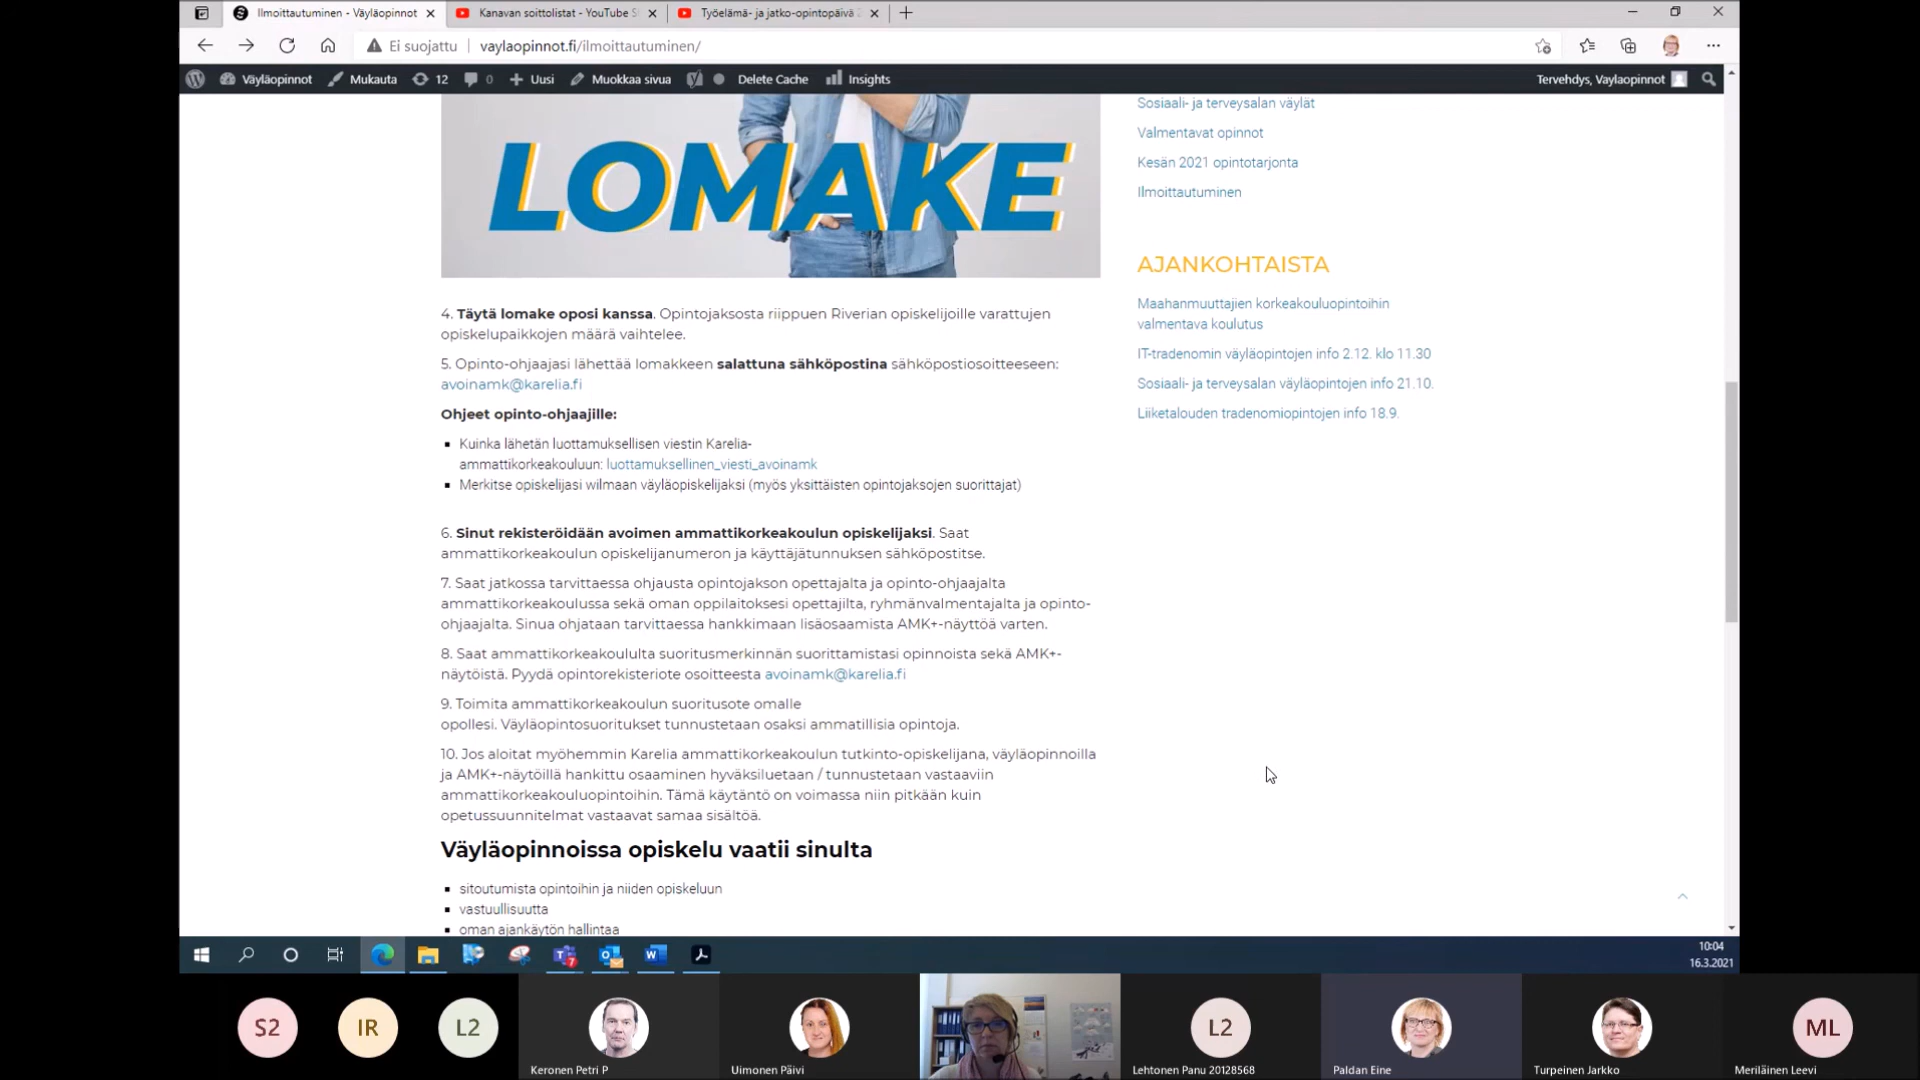 Ilmoittautuminen - Väyläopinnot
Kanavan soittolistat - YouTube S
Työelämä- ja jatko-opintopäivä
Ei suojattu
vaylaopinnot.fi/ilmoittautuminen/
Väyläopinnot
Mukauta
12
0
Uusi
Muokkaa sivua
Delete Cache
Insights
Tervehdys, Vaylaopinnot
LOMAKE
4. Täytä lomake oposi kanssa. Opintojaksosta riippuen Riverian opiskelijoille varattujen
opiskelupaikkojen määrä vaihtelee.
5. Opinto-ohjaajasi lähettää lomakkeen salattuna sähköpostina sähköpostiosoitteeseen:
avoinamk@karelia.fi
Ohjeet opinto-ohjaajille:
Kuinka lähetän luottamuksellisen viestin Karelia-
ammattikorkeakouluun: luottamuksellinen_viesti_avoinamk
Merkitse opiskelijasi wilmaan väyläopiskelijaksi (myös yksittäisten opintojaksojen suorittajat)
6. Sinut rekisteröidään avoimen ammattikorkeakoulun opiskelijaksi. Saat
ammattikorkeakoulun opiskelijanumeron ja käyttäjätunnuksen sähköpostitse.
7. Saat jatkossa tarvittaessa ohjausta opintojakson opettajalta ja opinto-ohjaajalta
ammattikorkeakoulussa sekä oman oppilaitoksesi opettajilta, ryhmänvalmentajalta ja opinto-
ohjaajalta. Sinua ohjataan tarvittaessa hankkimaan lisäosaamista AMK+-näyttöä varten.
8. Saat ammattikorkeakoululta suoritusmerkinnän suorittamistasi opinnoista sekä AMK+-
näytöistä. Pyydä opintorekisteriote osoitteesta avoinamk@karelia.fi
9. Toimita ammattikorkeakoulun suoritusote omalle
opollesi. Väyläopintosuoritukset tunnustetaan osaksi ammatillisia opintoja.
10. Jos aloitat myöhemmin Karelia ammattikorkeakoulun tutkinto-opiskelijana, väyläopinnoilla
ja AMK+-näytöillä hankittu osaaminen hyväksiluetaan / tunnustetaan vastaaviin
ammattikorkeakouluopintoihin. Tämä käytäntö on voimassa niin pitkään kuin
opetussuunnitelmat vastaavat samaa sisältöä.
Väyläopinnoissa opiskelu vaatii sinulta
sitoutumista opintoihin ja niiden opiskeluun
vastuullisuutta
oman ajankäytön hallintaa
Sosiaali- ja terveysalan väylät
Valmentavat opinnot
Kesän 2021 opintotarjonta
Ilmoittautuminen
AJANKOHTAISTA
Maahanmuuttajien korkeakouluopintoihin
valmentava koulutus
IT-tradenomin väyläopintojen info 2.12. klo 11.30
Sosiaali- ja terveysalan väyläopintojen info 21.10.
Liiketalouden tradenomiopintojen info 18.9.
7
10:04
16.3.2021
S2
IR
L2
Keronen Petri P
Uimonen Päivi
L2
Lehtonen Panu 20128568
Paldan Eine
Turpeinen Jarkko
ML
Meriläinen Leevi